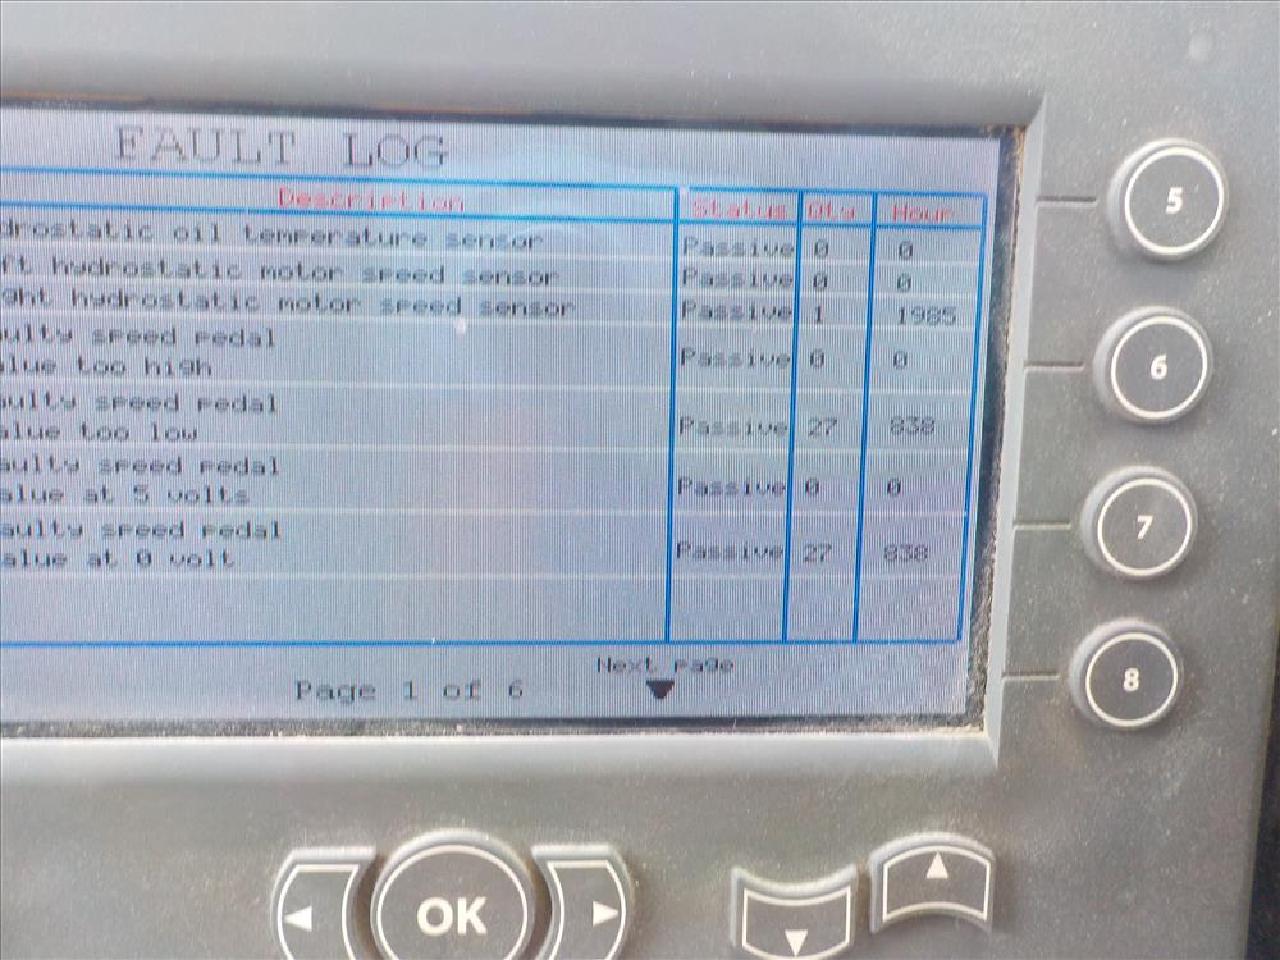 FAULT LOG
Description Status Qty Hour
drostatic oil temperature sensor Passive 0 0
ft hydrostatic motor speed sensor Passive 0 0
ght hydrostatic motor speed sensor Passive 1 1985
aulty speed pedal
alue too high Passive 0 0
aulty speed pedal
alue too low Passive 27 838
aulty speed pedal
alue at 5 volts Passive 0 0
aulty speed pedal
alue at 0 volt Passive 27 838
Next page
Page 1 of 6
5
6
7
8
OK